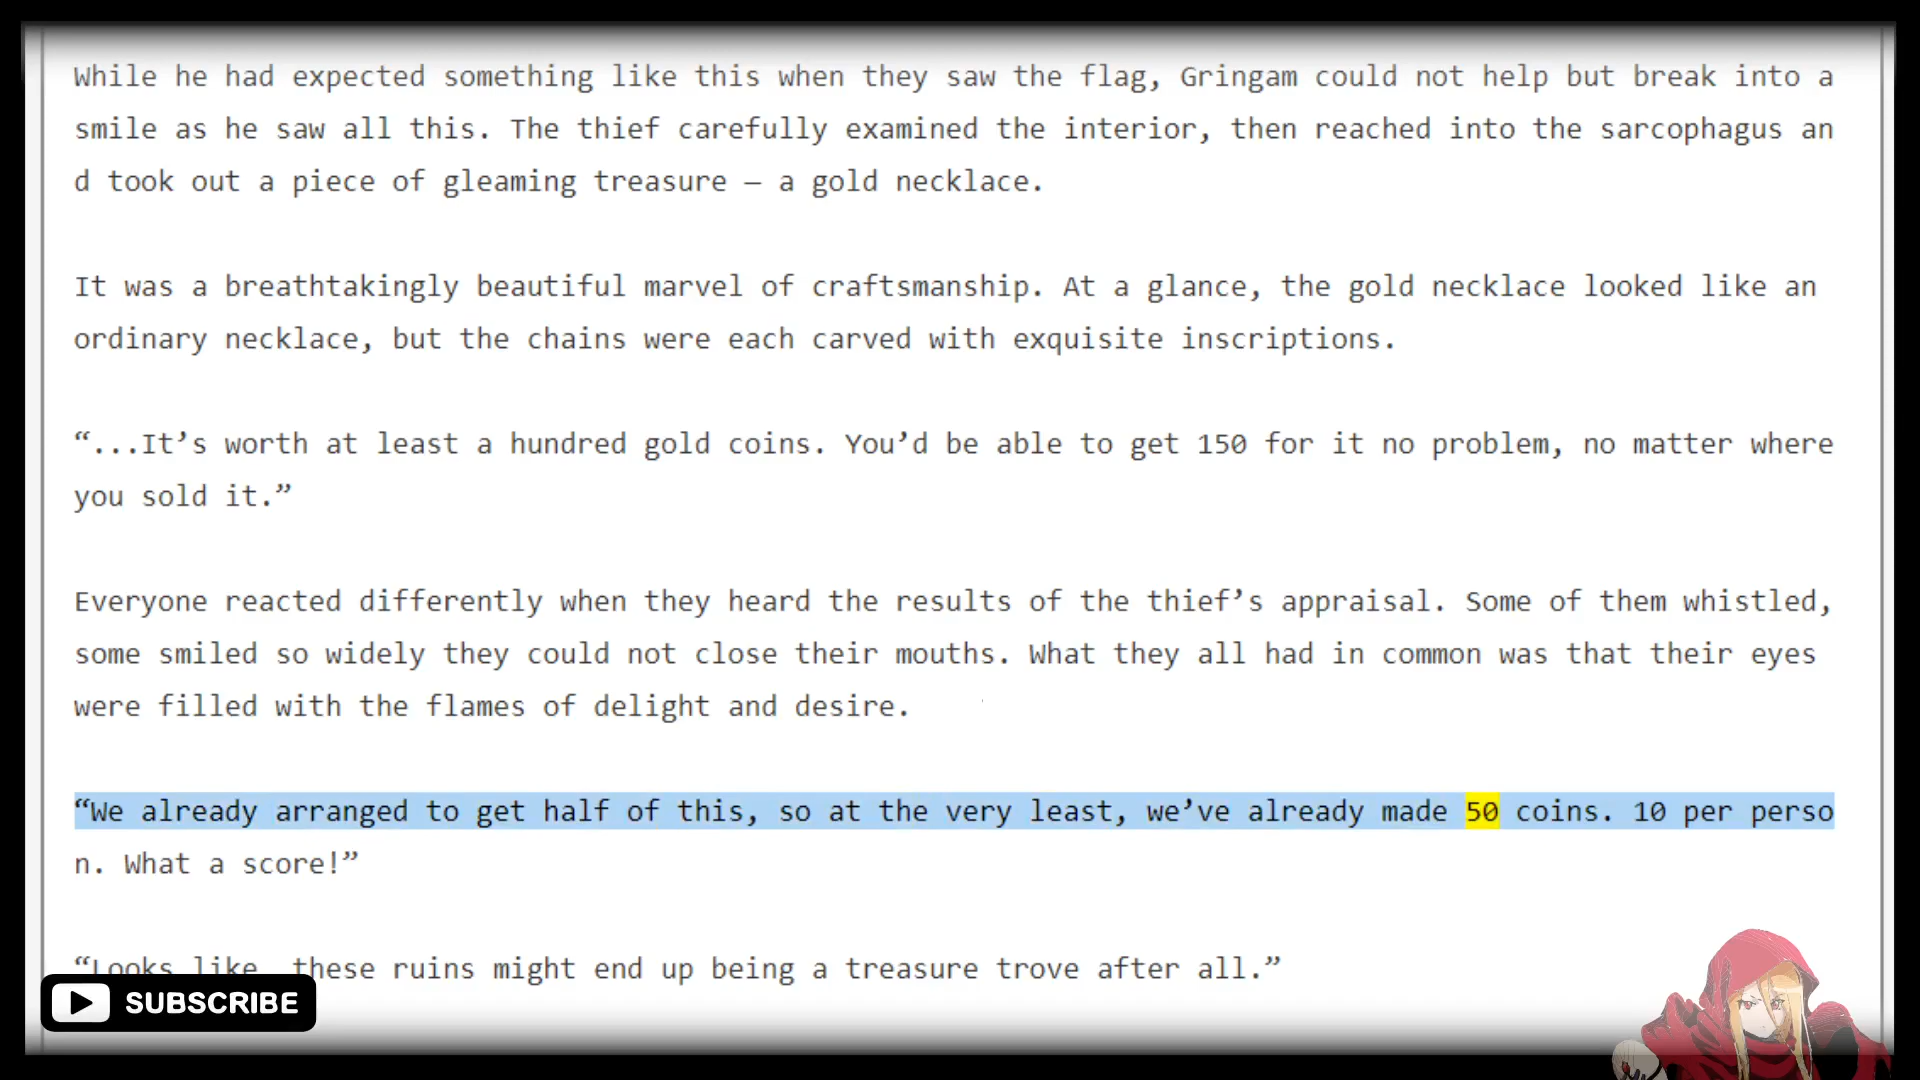 While he had expected something like this when they saw the flag, Gringam could not help but break into a
smile as he saw all this. The thief carefully examined the interior, then reached into the sarcophagus an
d took out a piece of gleaming treasure — a gold necklace.
It was a breathtakingly beautiful marvel of craftsmanship. At a glance, the gold necklace looked like an
ordinary necklace, but the chains were each carved with exquisite inscriptions.
“...It’s worth at least a hundred gold coins. You’d be able to get 150 for it no problem, no matter where
you sold it.”
Everyone reacted differently when they heard the results of the thief’s appraisal. Some of them whistled,
some smiled so widely they could not close their mouths. What they all had in common was that their eyes
were filled with the flames of delight and desire.
“We already arranged to get half of this, so at the very least, we’ve already made 50 coins. 10 per perso
n. What a score!”
“Looks like, these ruins might end up being a treasure trove after all.”
SUBSCRIBE